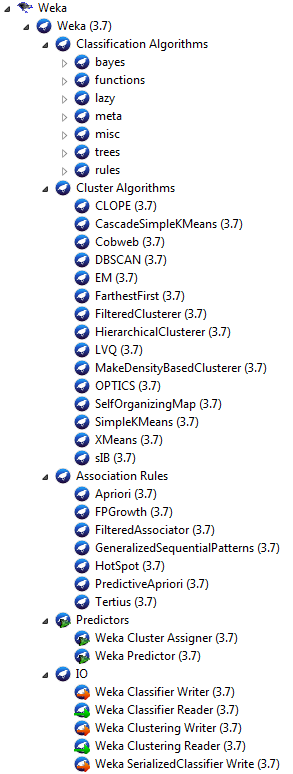 Weka
Weka (3.7)
Classification Algorithms
bayes
functions
lazy
meta
misc
trees
rules
Cluster Algorithms
CLOPE (3.7)
CascadeSimpleKMeans (3.7)
Cobweb (3.7)
DBSCAN (3.7)
EM (3.7)
FarthestFirst (3.7)
FilteredClusterer (3.7)
HierarchicalClusterer (3.7)
LVQ (3.7)
MakeDensityBasedClusterer (3.7)
OPTICS (3.7)
SelfOrganizingMap (3.7)
SimpleKMeans (3.7)
XMeans (3.7)
sIB (3.7)
Association Rules
Apriori (3.7)
FPGrowth (3.7)
FilteredAssociator (3.7)
GeneralizedSequentialPatterns (3.7)
HotSpot (3.7)
PredictiveApriori (3.7)
Tertius (3.7)
Predictors
Weka Cluster Assigner (3.7)
Weka Predictor (3.7)
IO
Weka Classifier Writer (3.7)
Weka Classifier Reader (3.7)
Weka Clustering Writer (3.7)
Weka Clustering Reader (3.7)
Weka SerializedClassifier Write (3.7)